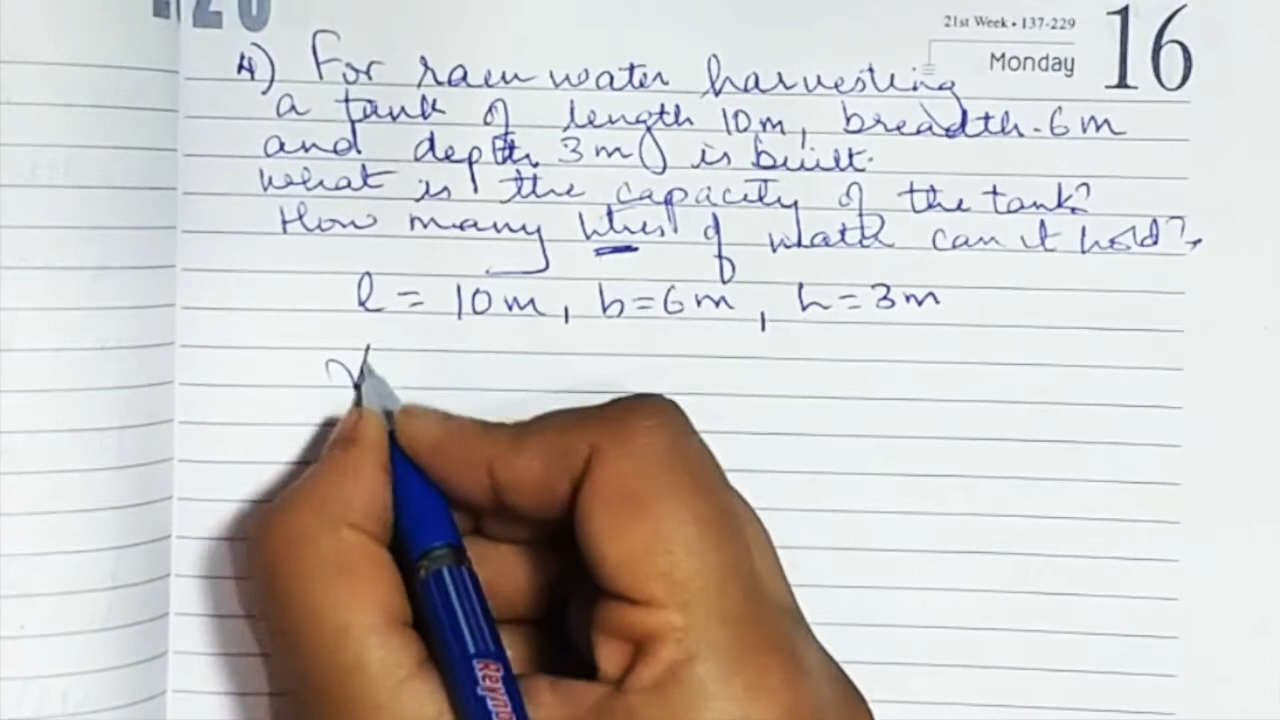 21st Week • 137-229
Monday
16
4) For rain water harvesting
a tank of length 10m, breadth-6m
and depth 3m is built.
What is the capacity of the tank?
How many litres of water can it hold?
l = 10m, b=6m, h=3m
V
Reyno